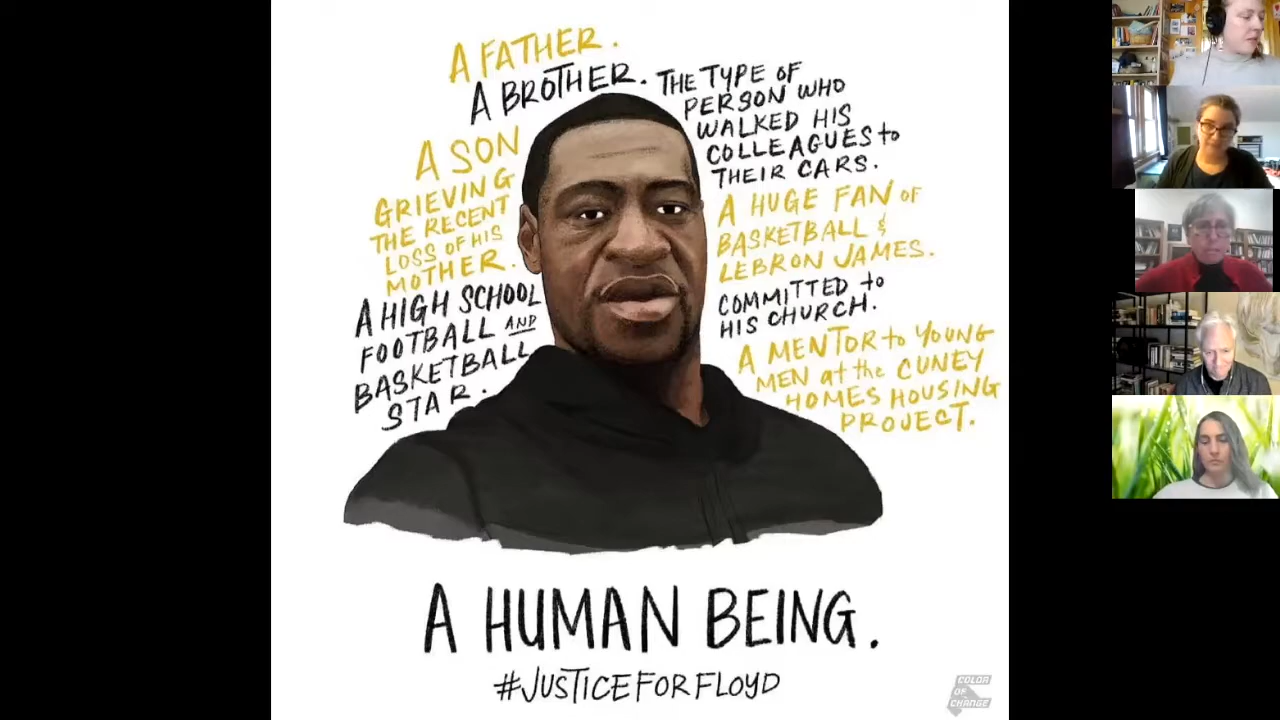 A FATHER.
A BROTHER.
A SON
GRIEVING
THE RECENT
LOSS OF HIS
MOTHER.
A HIGH SCHOOL
FOOTBALL AND
BASKETBALL
STAR.
THE TYPE OF
PERSON WHO
WALKED HIS
COLLEAGUES to
THEIR CARS.
A HUGE FAN OF
BASKETBALL &
LEBRON JAMES.
COMMITTED to
HIS CHURCH.
A MENTOR to YOUNG
MEN at the CUNEY
HOMES HOUSING
PROJECT.
A HUMAN BEING.
#JUSTICEFORFLOYD
COLOR
OF
CHANGE